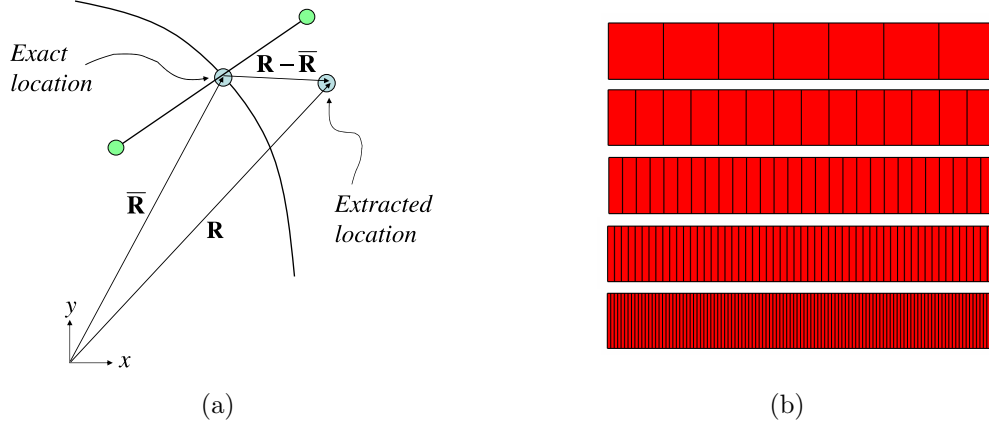 Exact
location
R − R̅
R̅
R
Extracted
location
y
x
(a)
(b)